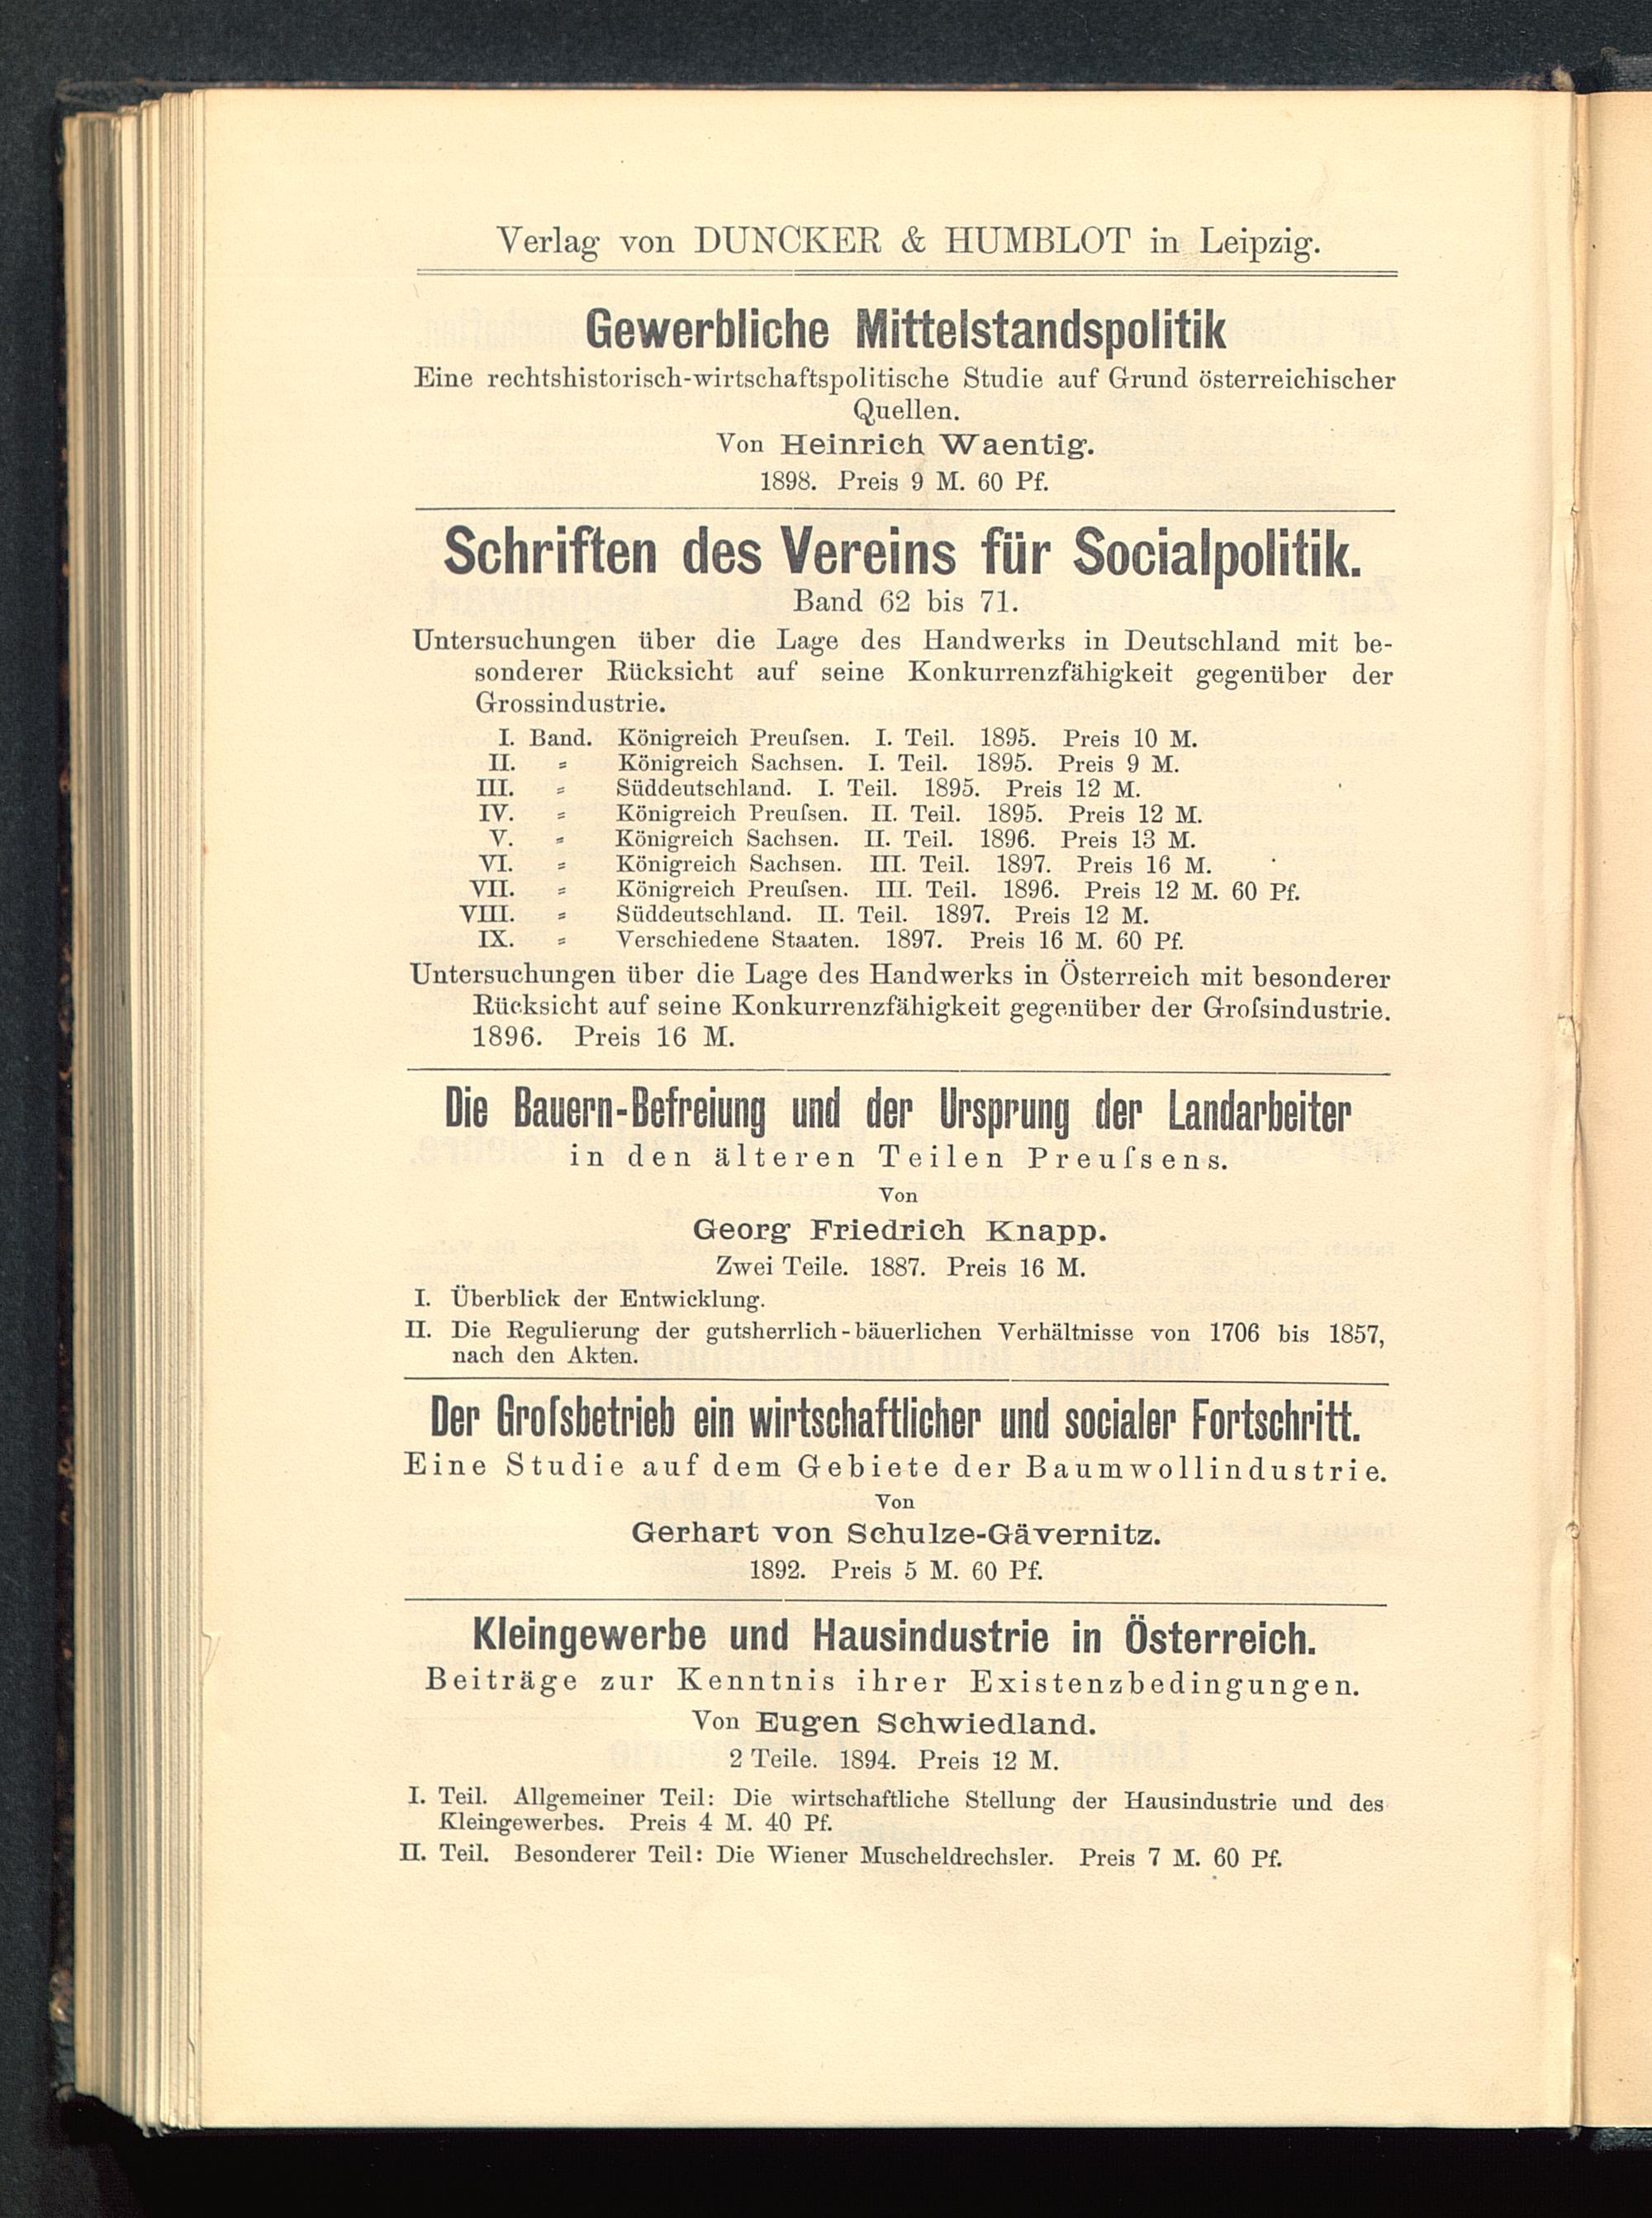 Verlag von DUNCKER & HUMBLOT in Leipzig.
Gewerbliche Mittelstandspolitik
Eine rechtshistorisch-wirtschaftspolitische Studie auf Grund österreichischer
Quellen.
Von Heinrich Waentig.
1898. Preis 9 M. 60 Pf.
Schriften des Vereins für Socialpolitik.
Band 62 bis 71.
Untersuchungen über die Lage des Handwerks in Deutschland mit be-
sonderer Rücksicht auf seine Konkurrenzfähigkeit gegenüber der
Grossindustrie.
I. Band. Königreich Preuſsen. I. Teil. 1895. Preis 10 M.
II. „ Königreich Sachsen. I. Teil. 1895. Preis 9 M.
III. „ Süddeutschland. I. Teil. 1895. Preis 12 M.
IV. „ Königreich Preuſsen. II. Teil. 1895. Preis 12 M.
V. „ Königreich Sachsen. II. Teil. 1896. Preis 13 M.
VI. „ Königreich Sachsen. III. Teil. 1897. Preis 16 M.
VII. „ Königreich Preuſsen. III. Teil. 1896. Preis 12 M. 60 Pf.
VIII. „ Süddeutschland. II. Teil. 1897. Preis 12 M.
IX. „ Verschiedene Staaten. 1897. Preis 16 M. 60 Pf.
Untersuchungen über die Lage des Handwerks in Österreich mit besonderer
Rücksicht auf seine Konkurrenzfähigkeit gegenüber der Groſsindustrie.
1896. Preis 16 M.
Die Bauern-Befreiung und der Ursprung der Landarbeiter
in den älteren Teilen Preuſsens.
Von
Georg Friedrich Knapp.
Zwei Teile. 1887. Preis 16 M.
I. Überblick der Entwicklung.
II. Die Regulierung der gutsherrlich-bäuerlichen Verhältnisse von 1706 bis 1857,
nach den Akten.
Der Groſsbetrieb ein wirtschaftlicher und socialer Fortschritt.
Eine Studie auf dem Gebiete der Baumwollindustrie.
Von
Gerhart von Schulze-Gävernitz.
1892. Preis 5 M. 60 Pf.
Kleingewerbe und Hausindustrie in Österreich.
Beiträge zur Kenntnis ihrer Existenzbedingungen.
Von Eugen Schwiedland.
2 Teile. 1894. Preis 12 M.
I. Teil. Allgemeiner Teil: Die wirtschaftliche Stellung der Hausindustrie und des
Kleingewerbes. Preis 4 M. 40 Pf.
II. Teil. Besonderer Teil: Die Wiener Muscheldrechsler. Preis 7 M. 60 Pf.